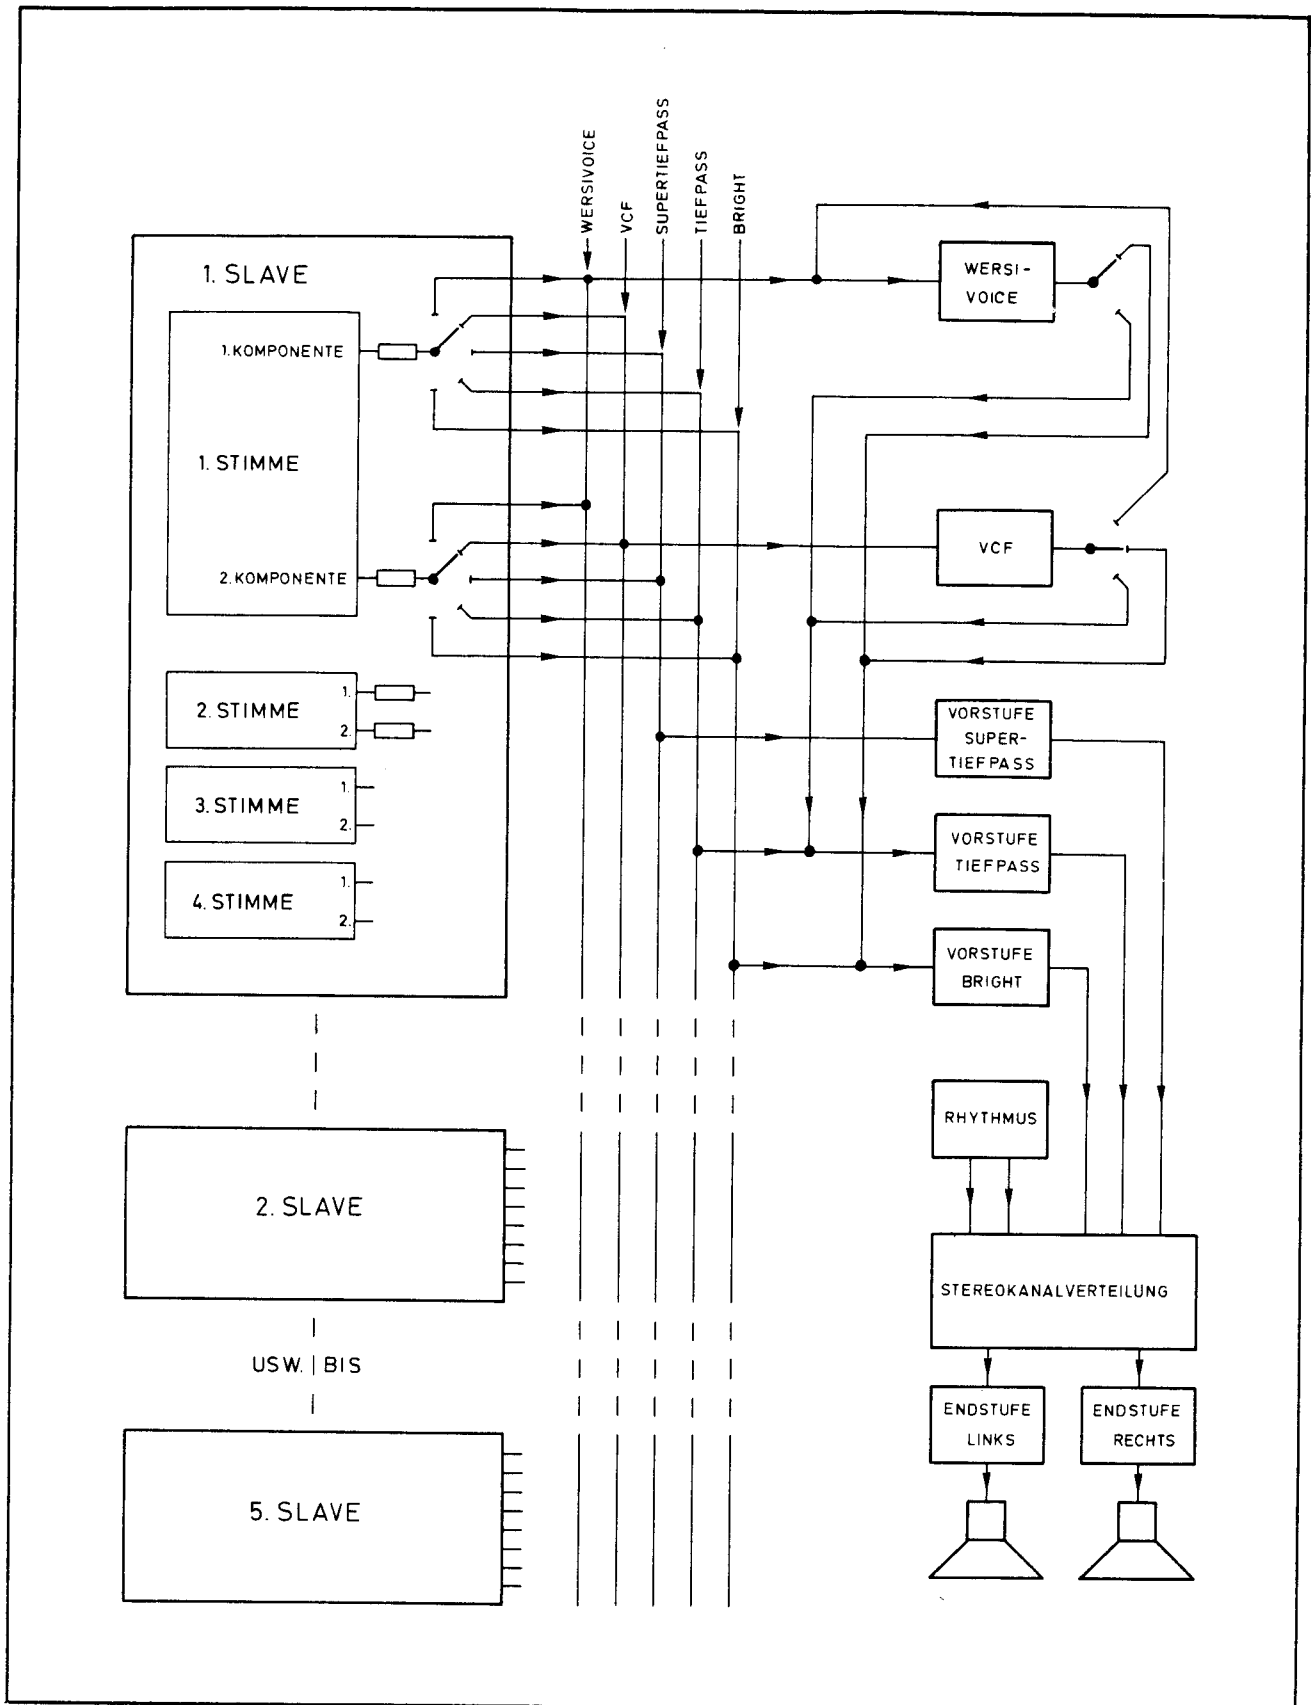 WERSIVOICE
VCF
SUPERTIEFPASS
TIEFPASS
BRIGHT
1. SLAVE
1. KOMPONENTE
1. STIMME
2. KOMPONENTE
2. STIMME
1.
2.
3. STIMME
1.
2.
4. STIMME
1.
2.
2. SLAVE
USW. BIS
5. SLAVE
WERSI-
VOICE
VCF
VORSTUFE
SUPER-
TIEFPASS
VORSTUFE
TIEFPASS
VORSTUFE
BRIGHT
RHYTHMUS
STEREOKANALVERTEILUNG
ENDSTUFE
LINKS
ENDSTUFE
RECHTS